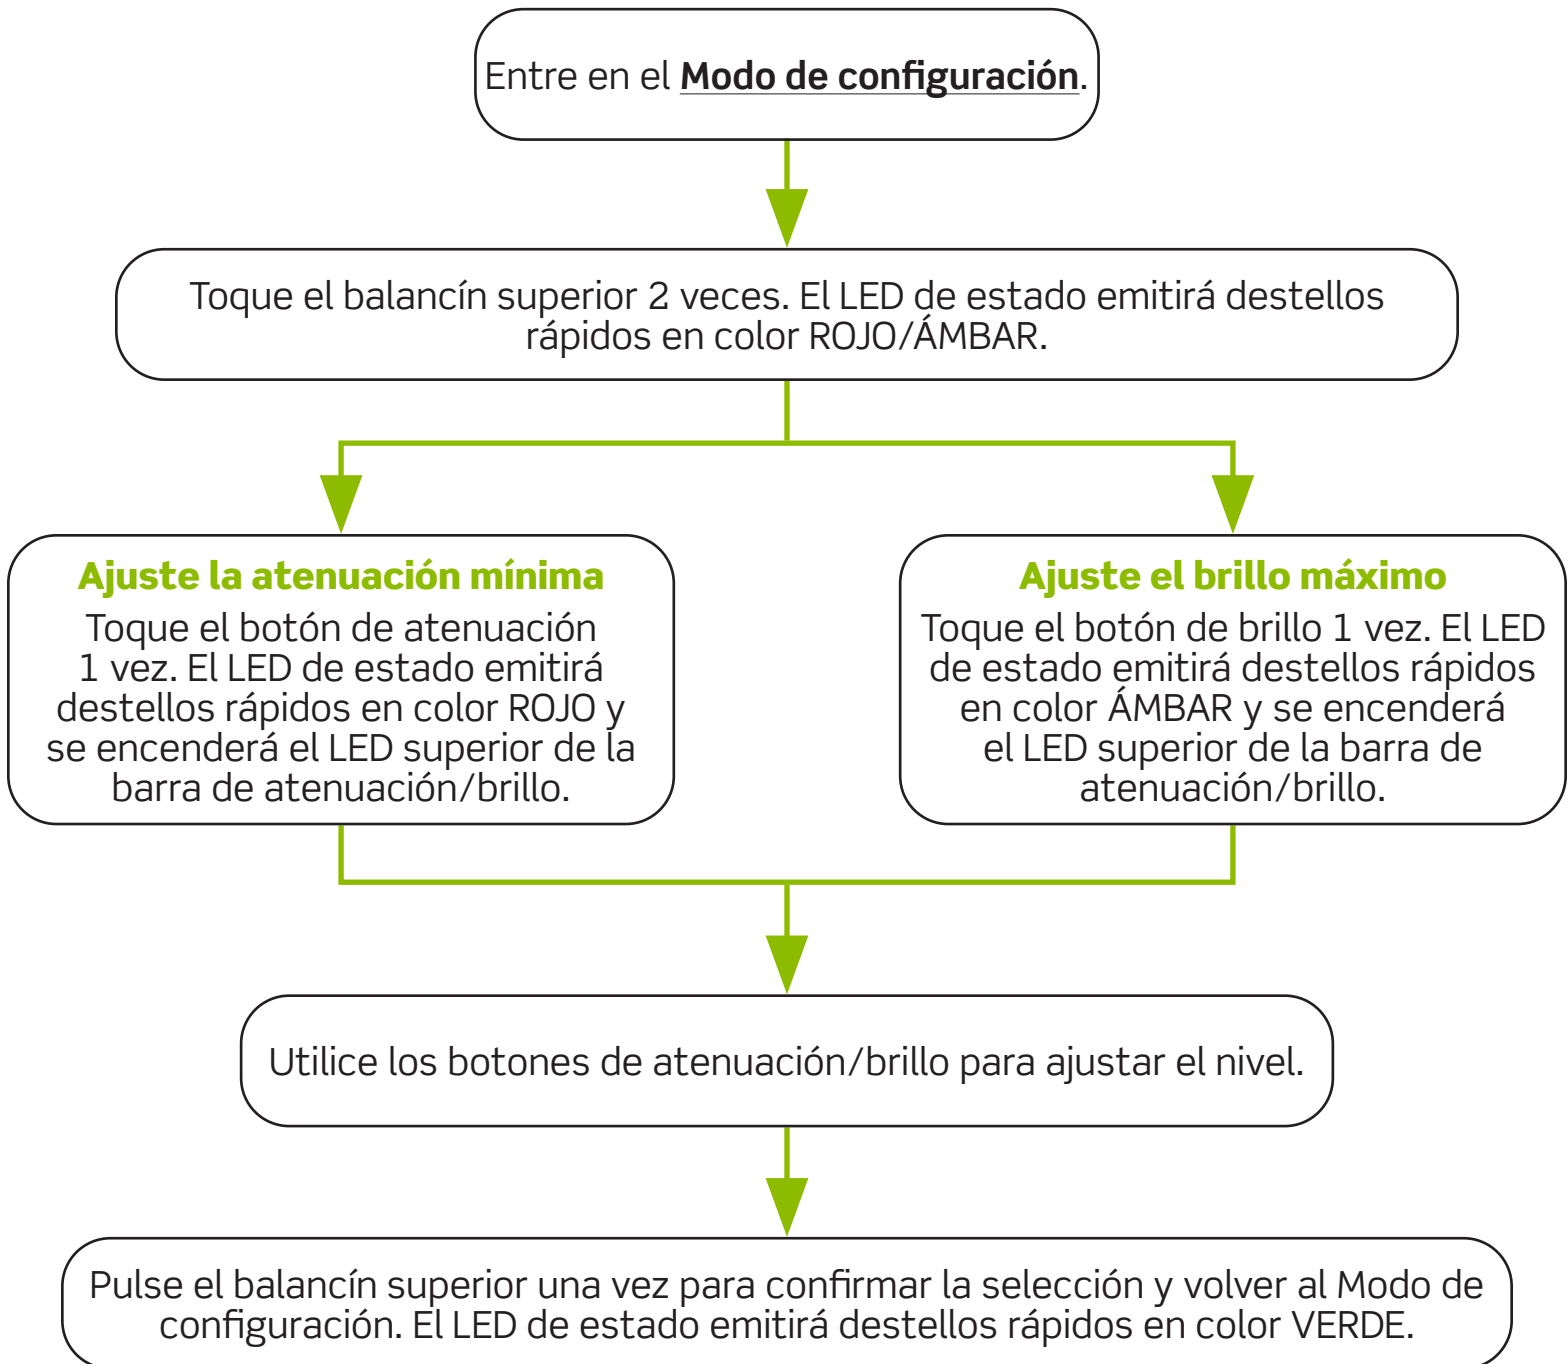 Entre en el Modo de configuración.
Toque el balancín superior 2 veces. El LED de estado emitirá destellos
rápidos en color ROJO/ÁMBAR.
Ajuste la atenuación mínima
Toque el botón de atenuación
1 vez. El LED de estado emitirá
destellos rápidos en color ROJO y
se encenderá el LED superior de la
barra de atenuación/brillo.
Ajuste el brillo máximo
Toque el botón de brillo 1 vez. El LED
de estado emitirá destellos rápidos
en color ÁMBAR y se encenderá
el LED superior de la barra de
atenuación/brillo.
Utilice los botones de atenuación/brillo para ajustar el nivel.
Pulse el balancín superior una vez para confirmar la selección y volver al Modo de
configuración. El LED de estado emitirá destellos rápidos en color VERDE.